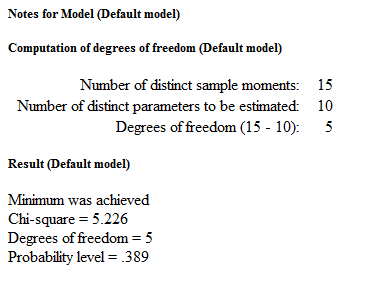 Notes for Model (Default model)
Computation of degrees of freedom (Default model)
Number of distinct sample moments: 15
Number of distinct parameters to be estimated: 10
Degrees of freedom (15 - 10): 5
Result (Default model)
Minimum was achieved
Chi-square = 5.226
Degrees of freedom = 5
Probability level = .389